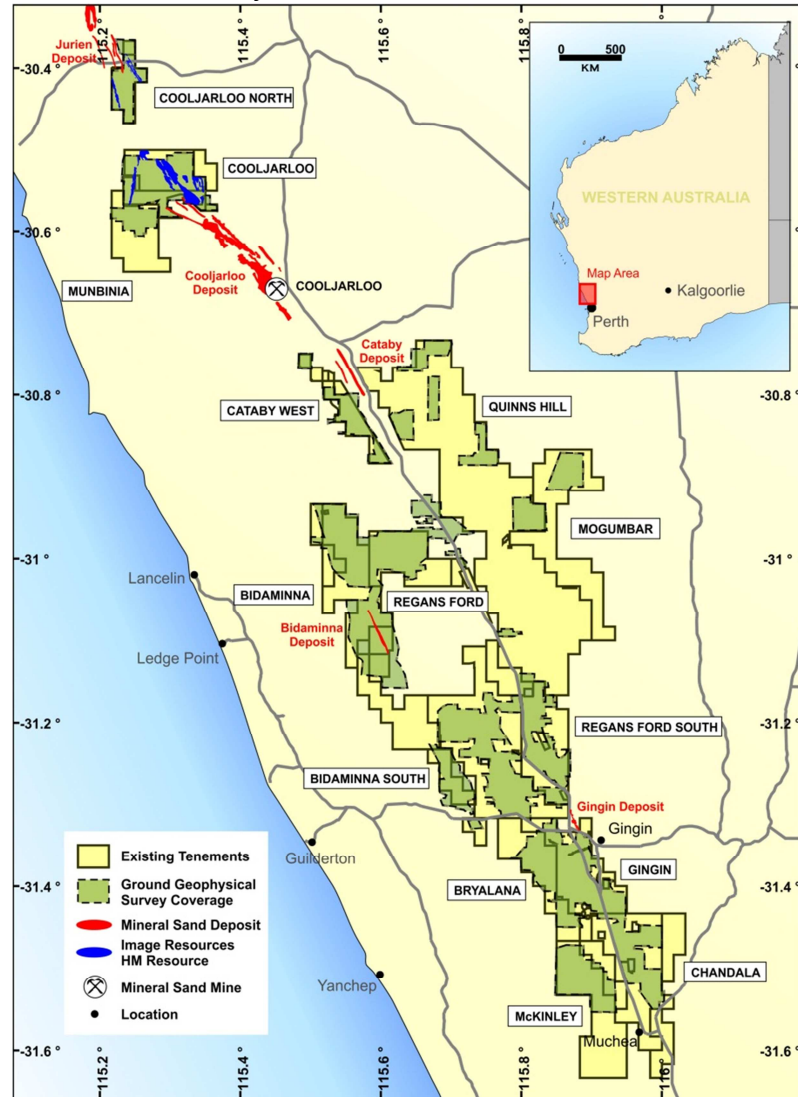 115.2 °
115.4 °
115.6 °
115.8 °
Jurien
Deposit
-30.4 °
COOLJARLOO NORTH
0 500
KM
WESTERN AUSTRALIA
Map Area
Kalgoorlie
Perth
COOLJARLOO
-30.6 °
MUNBINIA
Cooljarloo
Deposit
COOLJARLOO
Cataby
Deposit
-30.8 °
-30.8 °
CATABY WEST
QUINNS HILL
MOGUMBAR
-31 °
-31 °
Lancelin
BIDAMINNA
REGANS FORD
Bidaminna
Deposit
Ledge Point
-31.2 °
-31.2 °
REGANS FORD SOUTH
BIDAMINNA SOUTH
Gingin Deposit
Gingin
Guilderton
GINGIN
BRYALANA
-31.4 °
-31.4 °
Existing Tenements
Ground Geophysical
Survey Coverage
Mineral Sand Deposit
Image Resources
HM Resource
Mineral Sand Mine
Location
Yanchep
CHANDALA
McKINLEY
Muchea
-31.6 °
-31.6 °
115.2 °
115.4 °
115.6 °
115.8 °
116 °